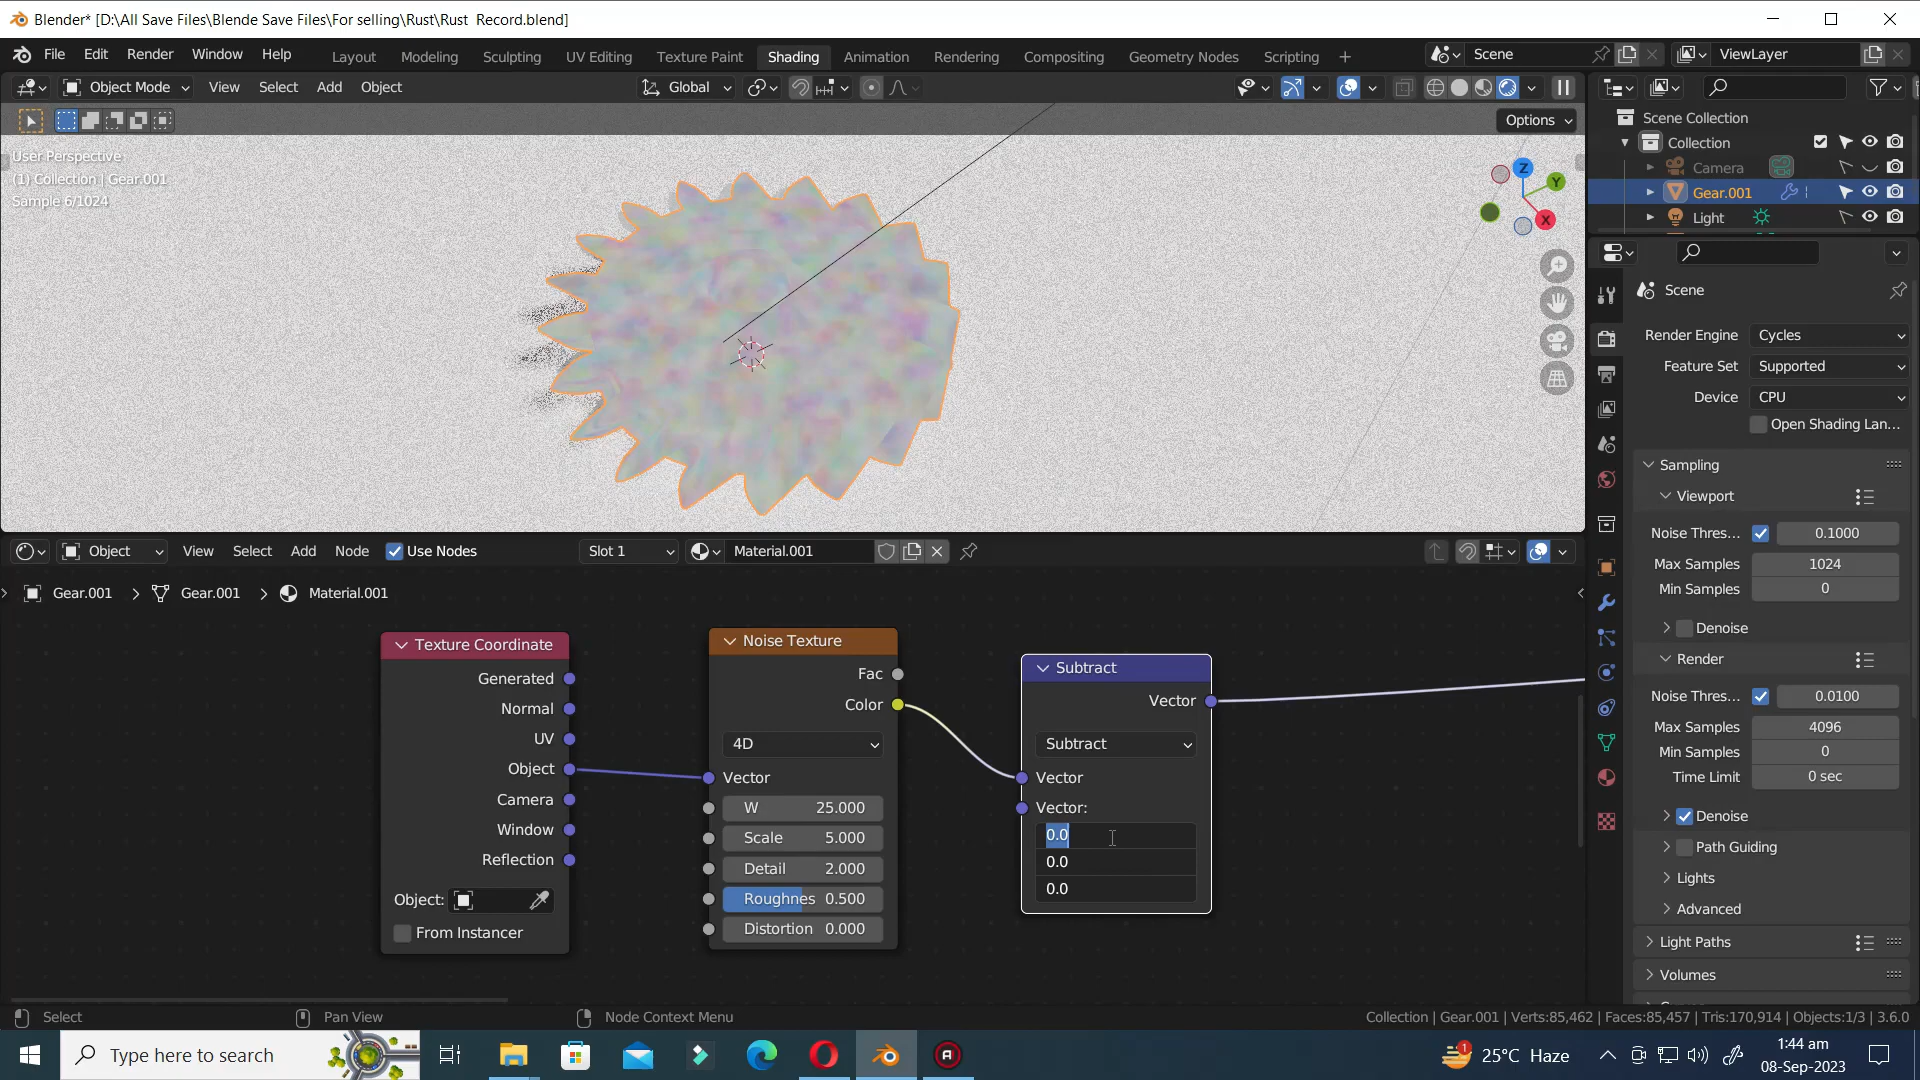 Blender* [D:\All Save Files\Blende Save Files\For selling\Rust\Rust  Record.blend]
File Edit Render Window Help Layout Modeling Sculpting UV Editing Texture Paint Shading Animation Rendering Compositing Geometry Nodes Scripting + Scene ViewLayer
Object Mode View Select Add Object Global
Options
User Perspective
(1) Collection | Gear.001
Sample 6/1024
Z
Y
X
Scene Collection
Collection
Camera
Gear.001
Light
Scene
Render Engine Cycles
Feature Set Supported
Device CPU
Open Shading Lan...
Sampling
Viewport
Noise Thres... 0.1000
Max Samples 1024
Min Samples 0
Denoise
Render
Noise Thres... 0.0100
Max Samples 4096
Min Samples 0
Time Limit 0 sec
Denoise
Path Guiding
Lights
Advanced
Light Paths
Volumes
Object View Select Add Node Use Nodes Slot 1 Material.001
Gear.001 > Gear.001 > Material.001
Texture Coordinate
Generated
Normal
UV
Object
Camera
Window
Reflection
Object:
From Instancer
Noise Texture
Fac
Color
4D
Vector
W 25.000
Scale 5.000
Detail 2.000
Roughnes 0.500
Distortion 0.000
Subtract
Vector
Subtract
Vector
Vector:
0.0
0.0
0.0
Select Pan View Node Context Menu Collection | Gear.001 | Verts:85,462 | Faces:85,457 | Tris:170,914 | Objects:1/3 | 3.6.0
Type here to search
1
25°C Haze
1:44 am
08-Sep-2023